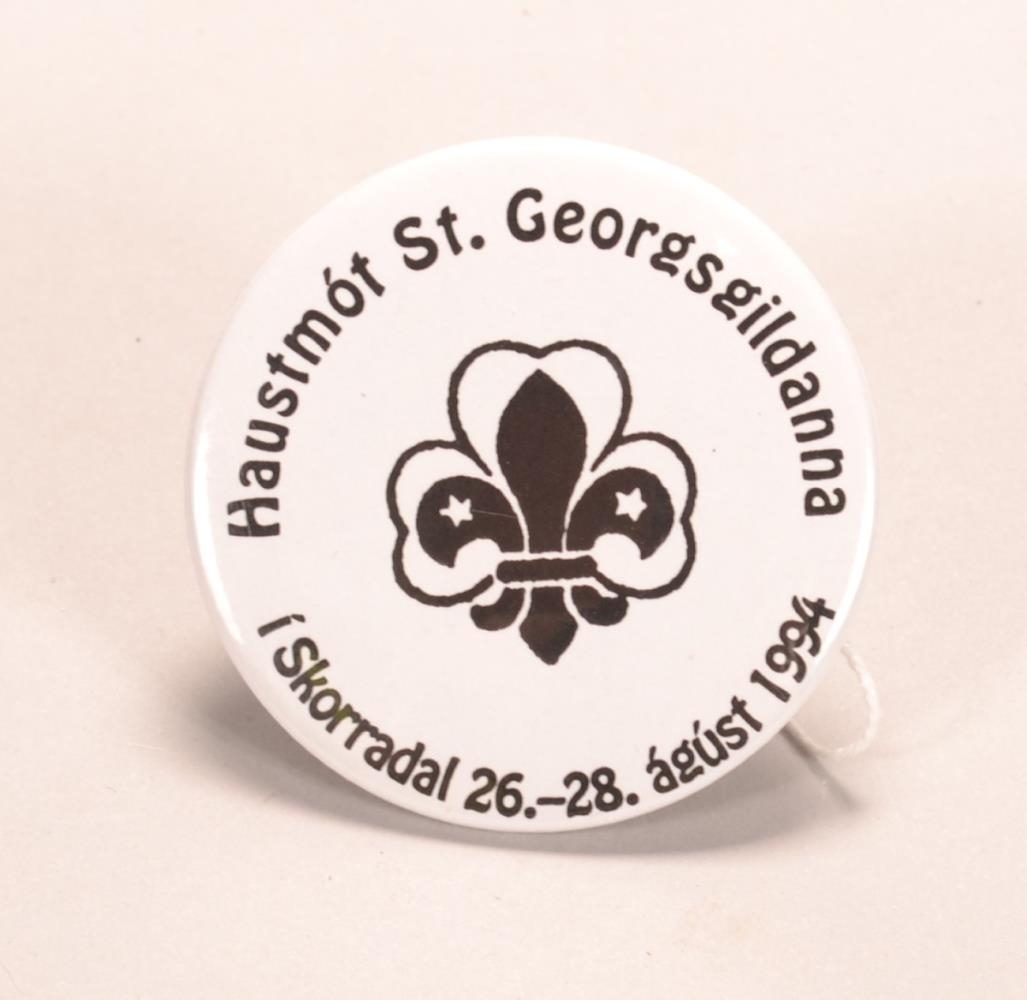 Haustmót St. Georgsgildanna
í Skorradal 26.–28. ágúst 1994